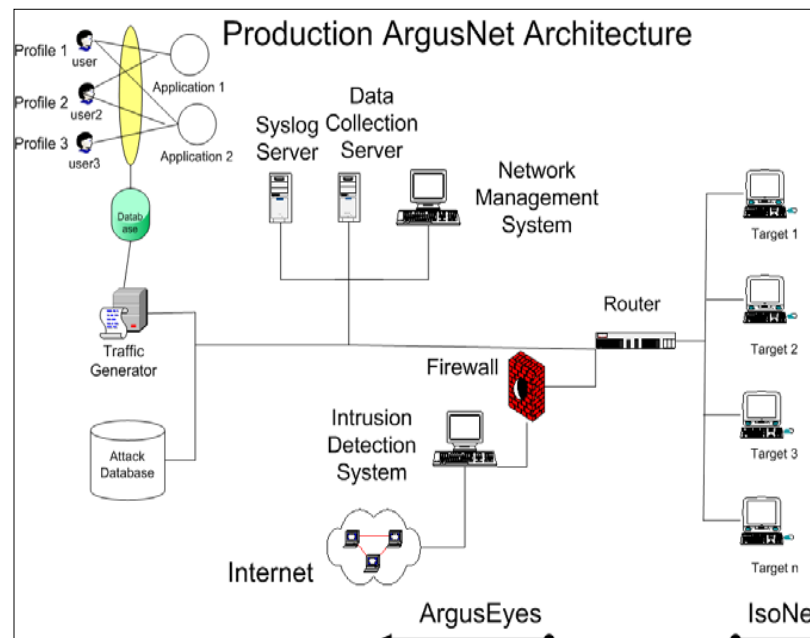 Production ArgusNet Architecture
Profile 1
user
Application 1
Profile 2
user2
Profile 3
user3
Application 2
Datab
ase
Syslog
Server
Data
Collection
Server
Network
Management
System
Traffic
Generator
Attack
Database
Router
Firewall
Intrusion
Detection
System
Internet
Target 1
Target 2
Target 3
Target n
ArgusEyes
IsoNe